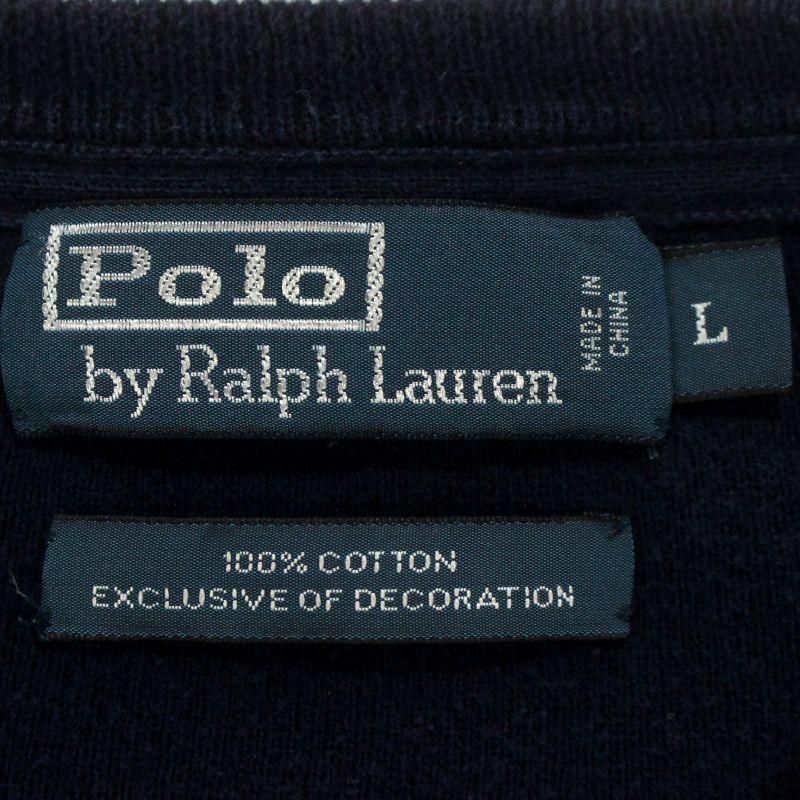 Polo
by Ralph Lauren
MADE IN
CHINA
L
100% COTTON
EXCLUSIVE OF DECORATION